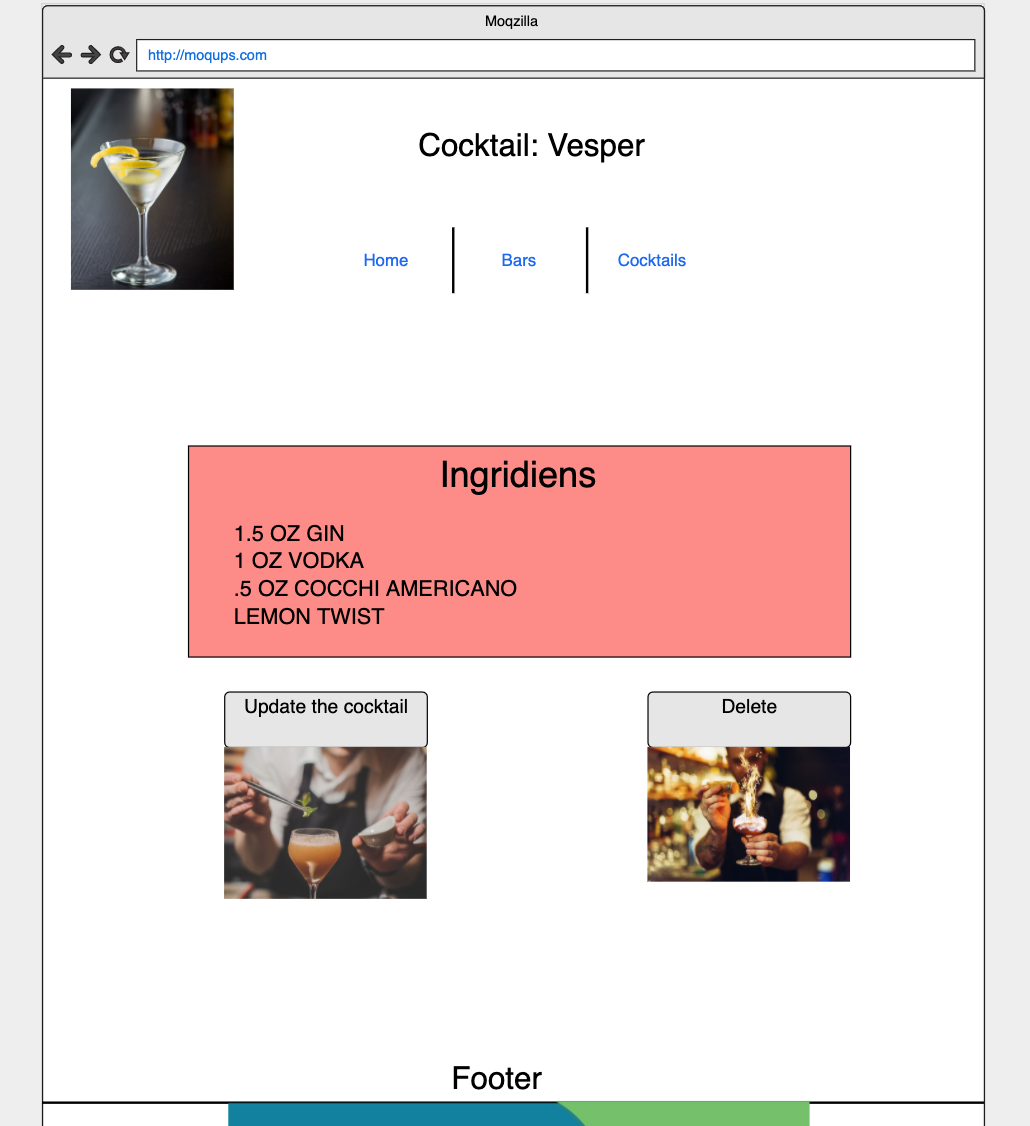 Moqzilla
http://moqups.com
Cocktail: Vesper
Home
Bars
Cocktails
Ingridiens
1.5 OZ GIN
1 OZ VODKA
.5 OZ COCCHI AMERICANO
LEMON TWIST
Update the cocktail
Delete
Footer